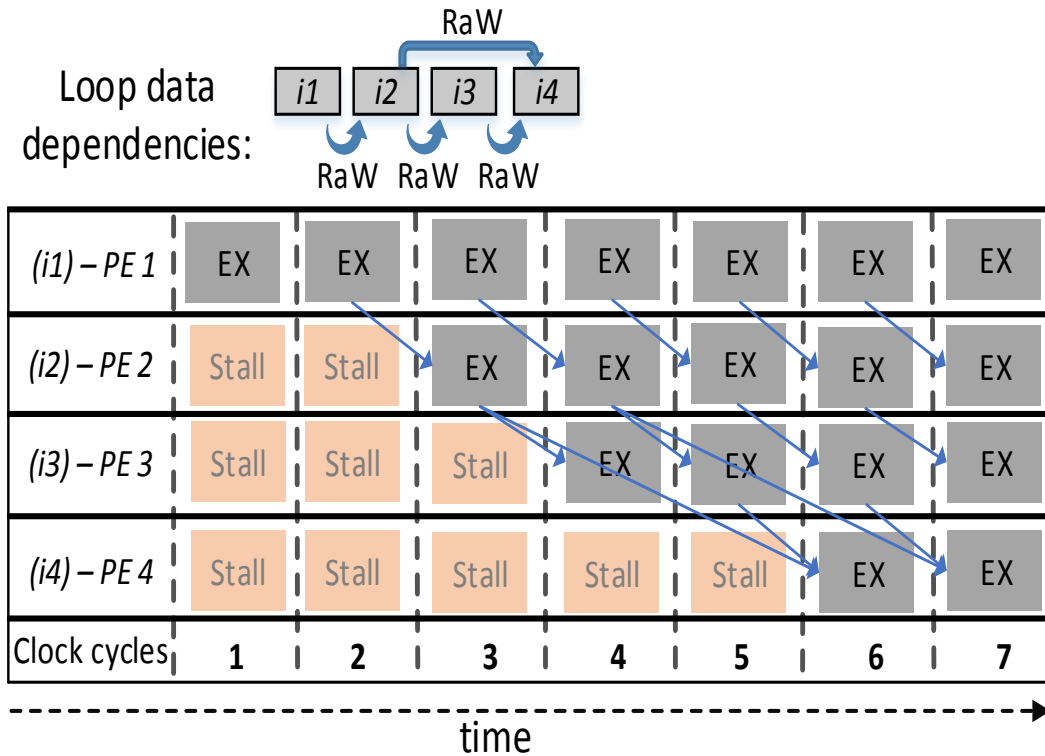 RaW
Loop data
dependencies:
i1 i2 i3 i4
RaW RaW RaW
(i1) – PE 1 EX EX EX EX EX EX EX
(i2) – PE 2 Stall Stall EX EX EX EX EX
(i3) – PE 3 Stall Stall Stall EX EX EX EX
(i4) – PE 4 Stall Stall Stall Stall Stall EX EX
Clock cycles 1 2 3 4 5 6 7
time